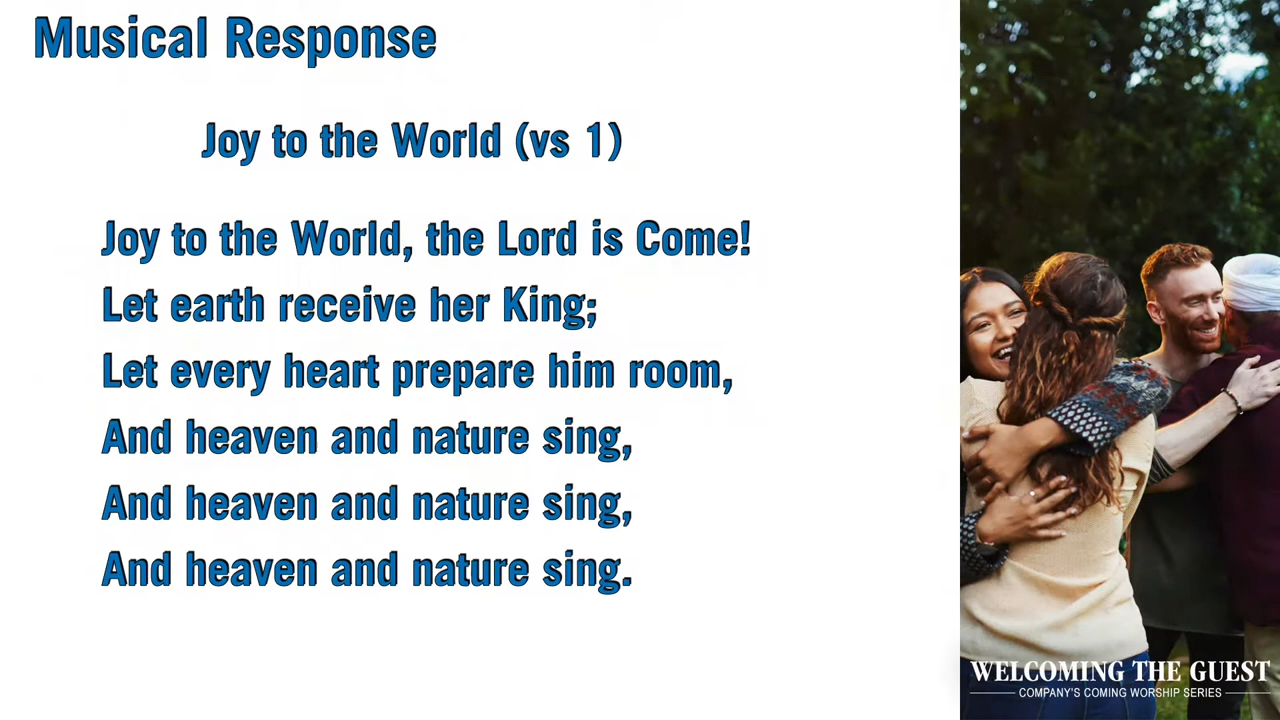 Musical Response
Joy to the World (vs 1)
Joy to the World, the Lord is Come!
Let earth receive her King;
Let every heart prepare him room,
And heaven and nature sing,
And heaven and nature sing,
And heaven and nature sing.
WELCOMING THE GUEST
COMPANY'S COMING WORSHIP SERIES